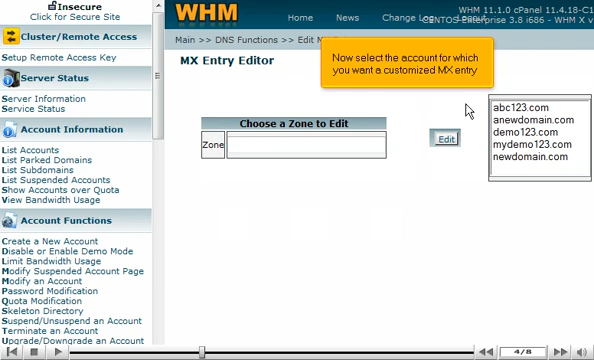 Insecure
Click for Secure Site
Cluster/Remote Access
Setup Remote Access Key
Server Status
Server Information
Service Status
Account Information
List Accounts
List Parked Domains
List Subdomains
List Suspended Accounts
Show Accounts over Quota
View Bandwidth Usage
Account Functions
Create a New Account
Disable or Enable Demo Mode
Limit Bandwidth Usage
Modify Suspended Account Page
Modify an Account
Password Modification
Quota Modification
Skeleton Directory
Suspend/Unsuspend an Account
Terminate an Account
Upgrade/Downgrade an Account
WHM
WHM 11.1.0 cPanel 11.4.18-C1
Home News Change Log Logout
CENTOS Enterprise 3.8 i686 - WHM X v
Main >> DNS Functions >> Edit
MX Entry Editor
Now select the account for which
you want a customized MX entry
Choose a Zone to Edit
Zone
Edit
abc123.com
anewdomain.com
demo123.com
mydemo123.com
newdomain.com
4/8